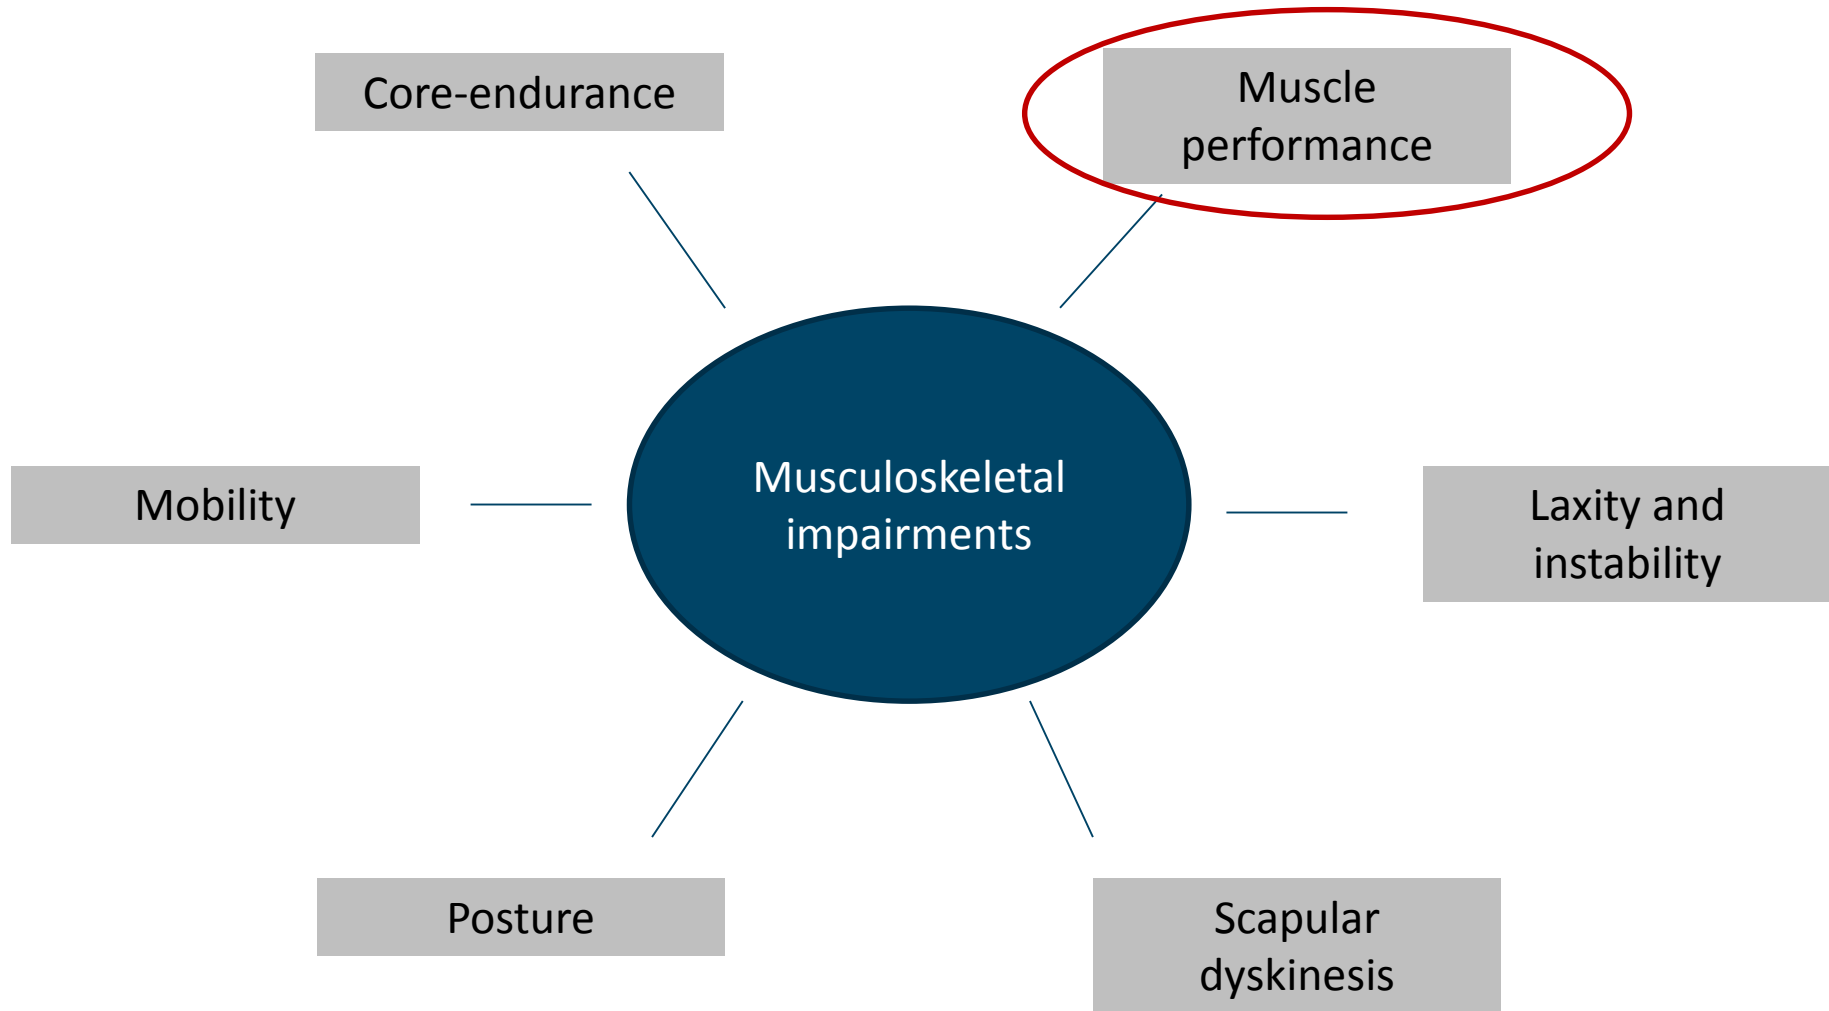 Core-endurance
Muscle
performance
Musculoskeletal
impairments
Mobility
Laxity and
instability
Posture
Scapular
dyskinesis